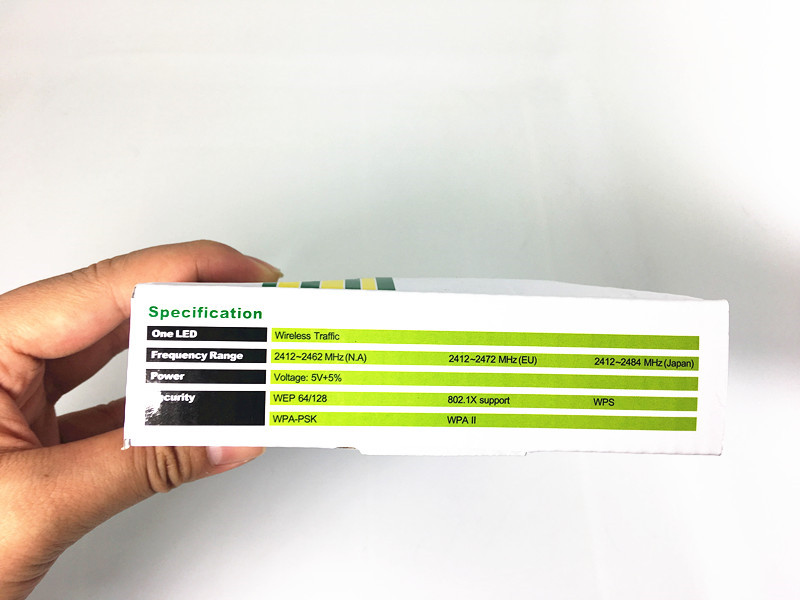 Specification
One LED Wireless Traffic
Frequency Range 2412~2462 MHz (N.A) 2412~2472 MHz (EU) 2412~2484 MHz (Japan)
Power Voltage: 5V+5%
Security WEP 64/128 802.1X support WPS
WPA-PSK WPA II